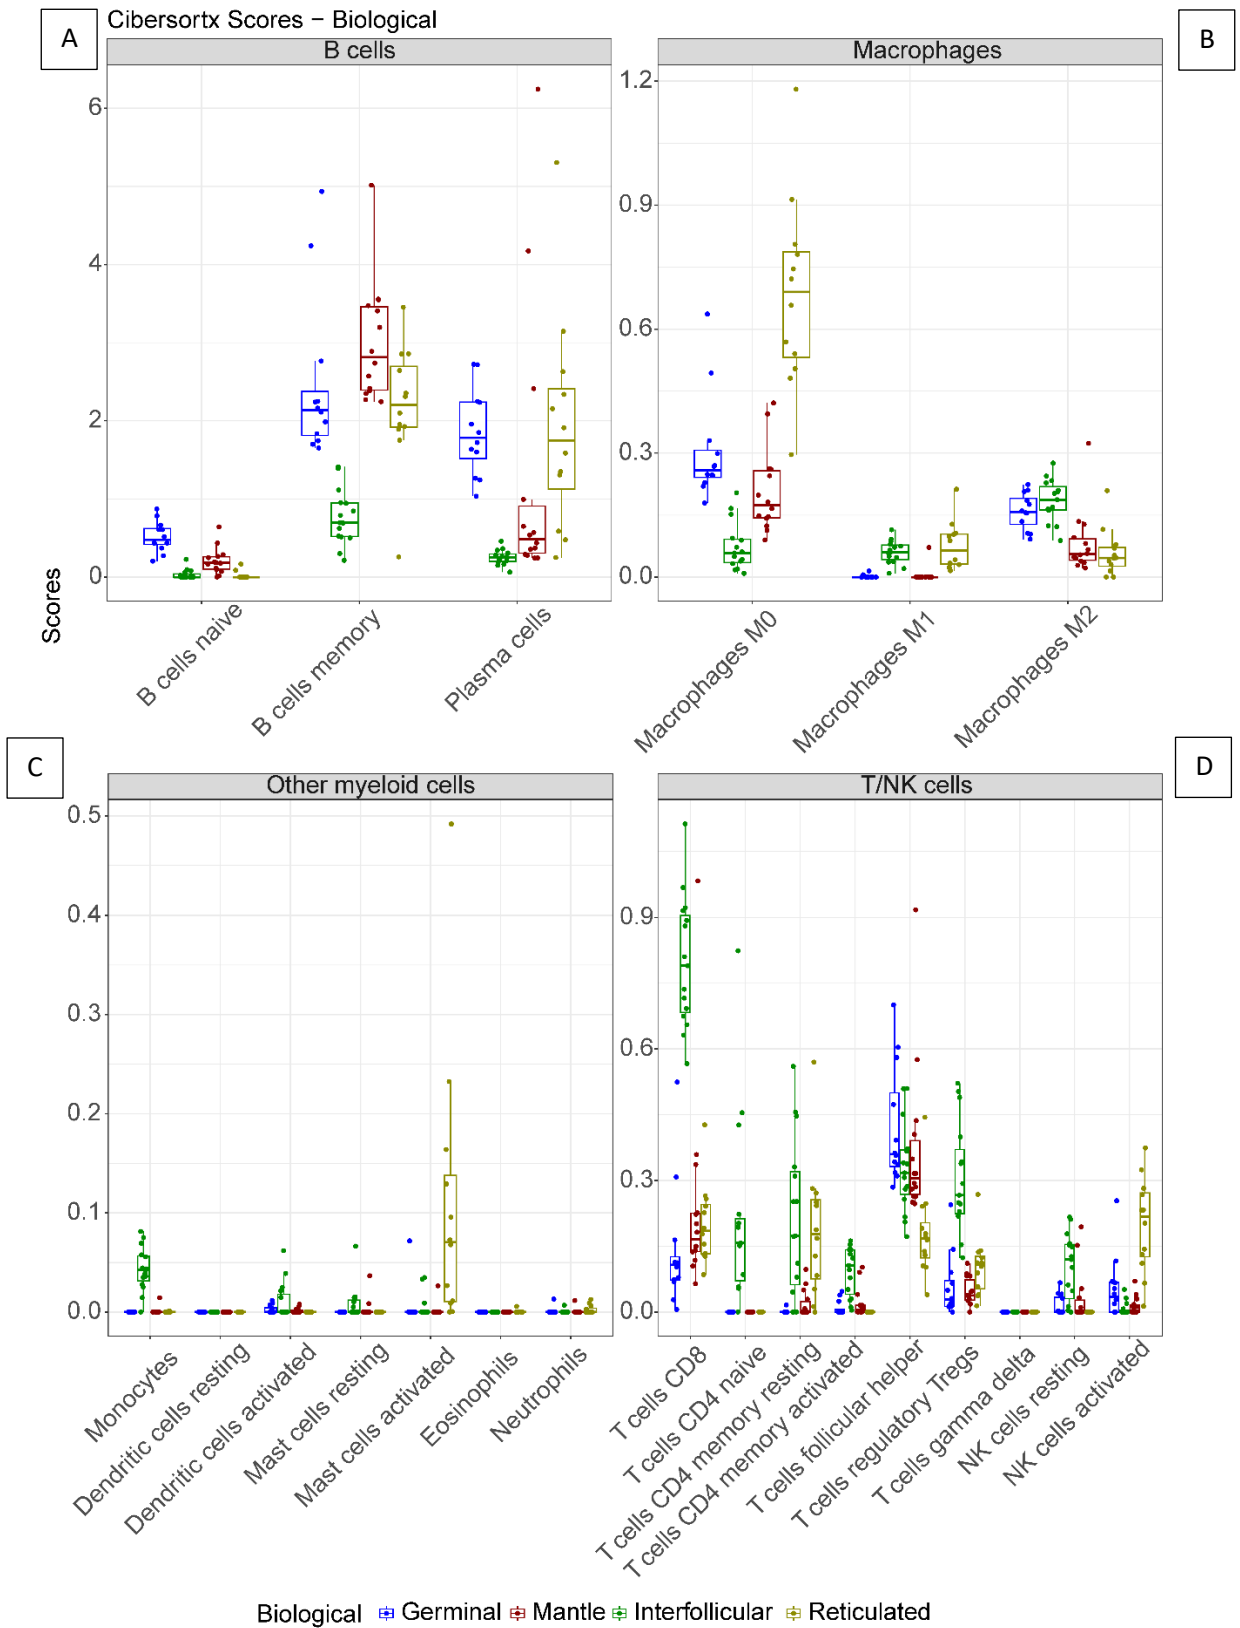 A
Cibersortx Scores − Biological
B
B cells
Macrophages
6
4
2
0
1.2
0.9
0.6
0.3
0.0
Scores
B cells naive
B cells memory
Plasma cells
Macrophages M0
Macrophages M1
Macrophages M2
C
D
Other myeloid cells
T/NK cells
0.5
0.4
0.3
0.2
0.1
0.0
0.9
0.6
0.3
0.0
Monocytes
Dendritic cells resting
Dendritic cells activated
Mast cells resting
Mast cells activated
Eosinophils
Neutrophils
T cells CD8
T cells CD4 naive
T cells CD4 memory resting
T cells CD4 memory activated
T cells follicular helper
T cells regulatory Tregs
T cells gamma delta
NK cells resting
NK cells activated
Biological Germinal Mantle Interfollicular Reticulated